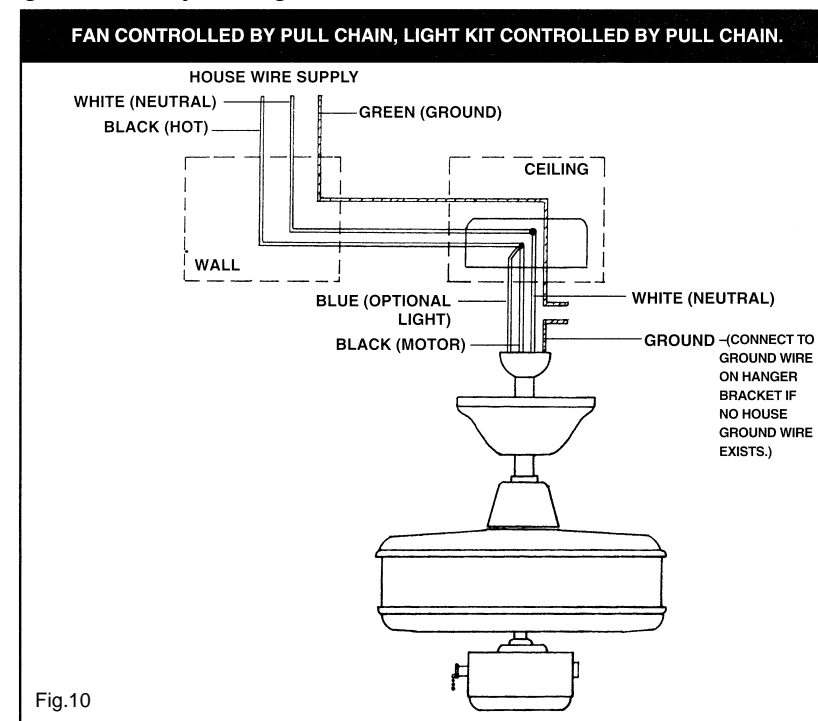 FAN CONTROLLED BY PULL CHAIN, LIGHT KIT CONTROLLED BY PULL CHAIN.
HOUSE WIRE SUPPLY
WHITE (NEUTRAL)
GREEN (GROUND)
BLACK (HOT)
CEILING
WALL
BLUE (OPTIONAL
LIGHT)
WHITE (NEUTRAL)
BLACK (MOTOR)
GROUND –(CONNECT TO
GROUND WIRE
ON HANGER
BRACKET IF
NO HOUSE
GROUND WIRE
EXISTS.)
Fig.10